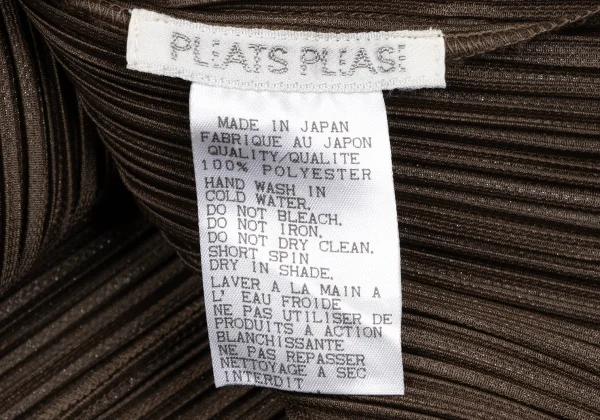 PLEATS PLEASE
MADE IN JAPAN
FABRIQUE AU JAPON
QUALITY/QUALITE
100% POLYESTER
HAND WASH IN
COLD WATER.
DO NOT BLEACH.
DO NOT IRON.
DO NOT DRY CLEAN.
SHORT SPIN
DRY IN SHADE.
LAVER A LA MAIN A
L' EAU FROIDE
NE PAS UTILISER DE
PRODUITS A ACTION
BLANCHISSANTE
NE PAS REPASSER
NETTOYAGE A SEC
INTERDIT